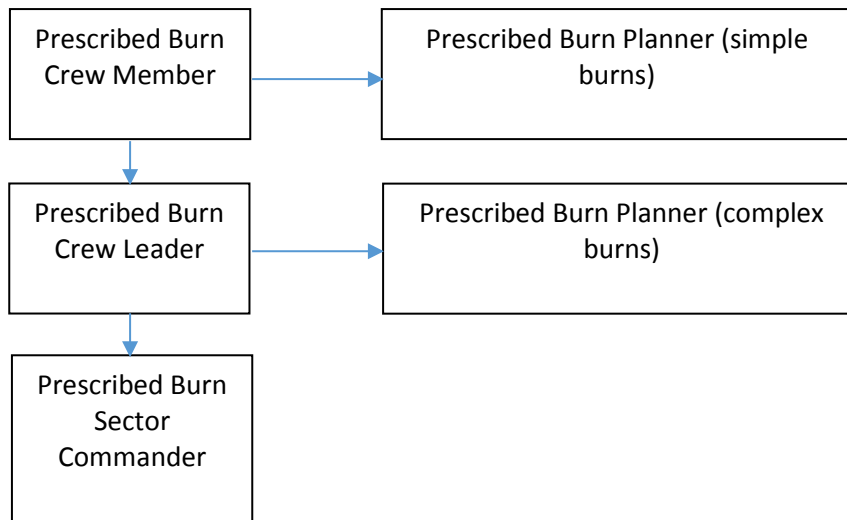 Prescribed Burn
Crew Member
Prescribed Burn Planner (simple
burns)
Prescribed Burn
Crew Leader
Prescribed Burn Planner (complex
burns)
Prescribed Burn
Sector
Commander